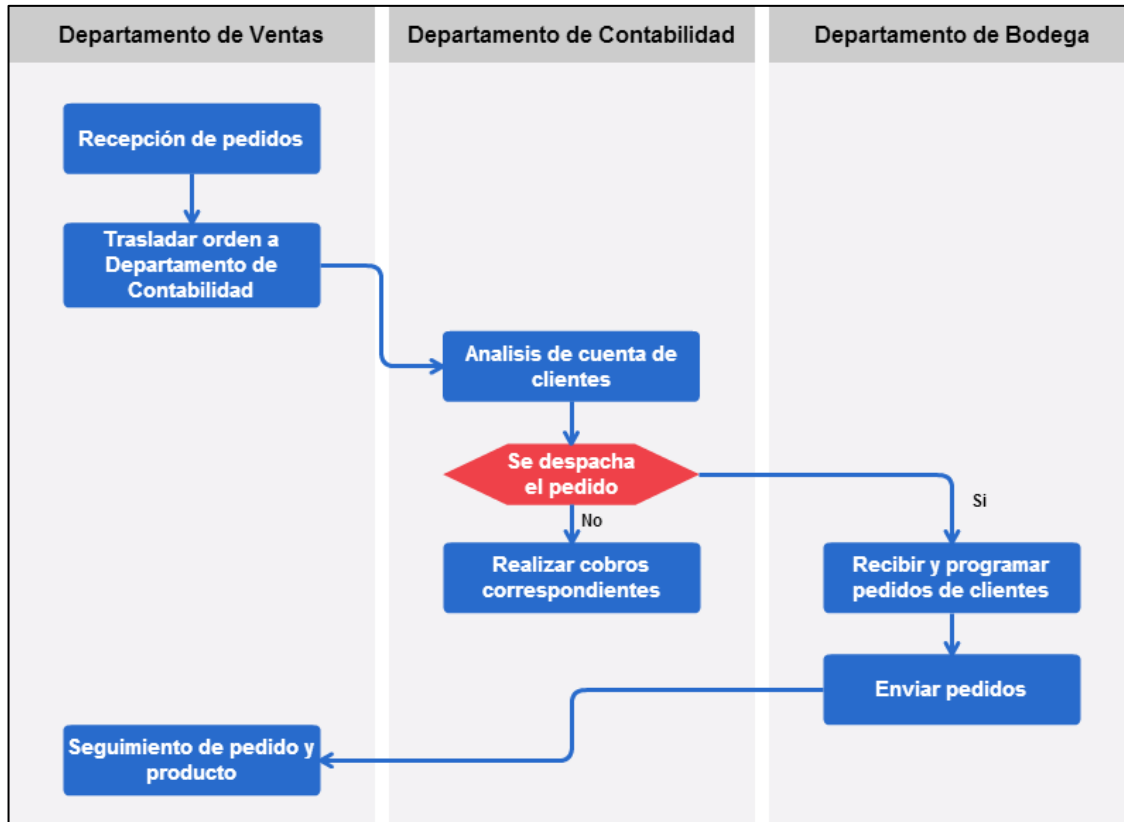 Departamento de Ventas
Departamento de Contabilidad
Departamento de Bodega
Recepción de pedidos
Trasladar orden a
Departamento de
Contabilidad
Analisis de cuenta de
clientes
Se despacha
el pedido
Si
No
Realizar cobros
correspondientes
Recibir y programar
pedidos de clientes
Enviar pedidos
Seguimiento de pedido y
producto